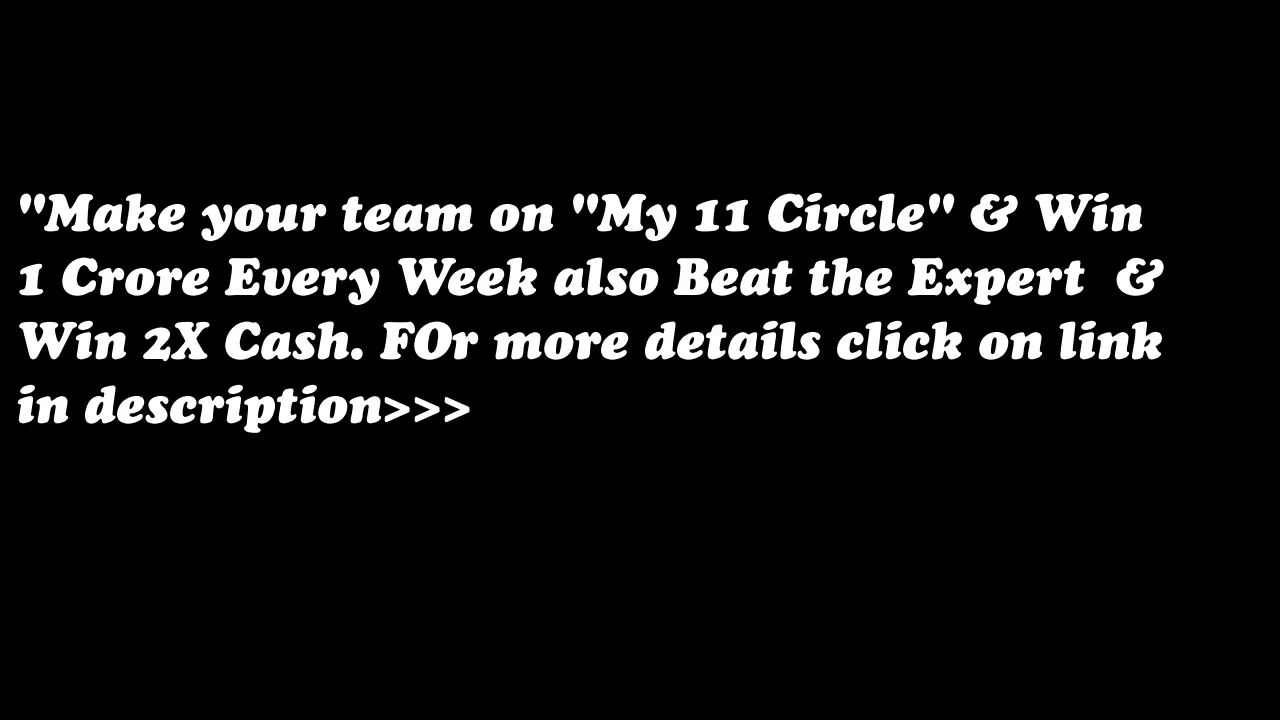 "Make your team on "My 11 Circle" & Win
1 Crore Every Week also Beat the Expert  &
Win 2X Cash. FOr more details click on link
in description>>>